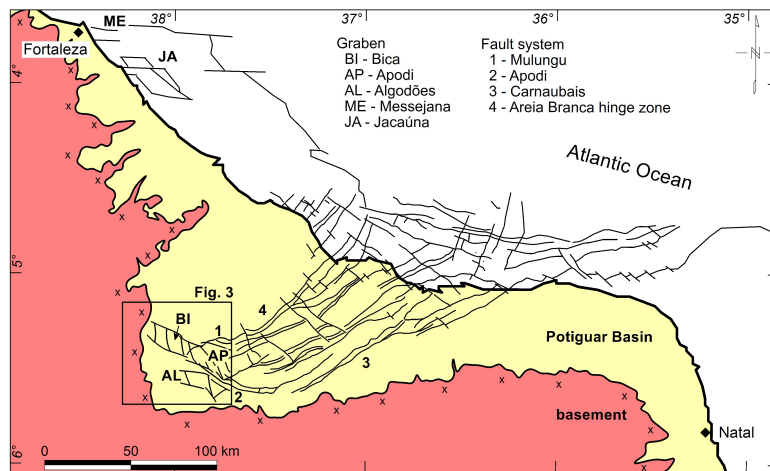 38° 37° 36° 35°
ME
Fortaleza
JA
Graben
BI - Bica
AP - Apodi
AL - Algodões
ME - Messejana
JA - Jacaúna
Fault system
1 - Mulungu
2 - Apodi
3 - Carnaubais
4 - Areia Branca hinge zone
N
4°
Atlantic Ocean
5°
Fig. 3
4
BI
1
AP
Potiguar Basin
3
AL
2
basement
Natal
6°
0 50 100 km